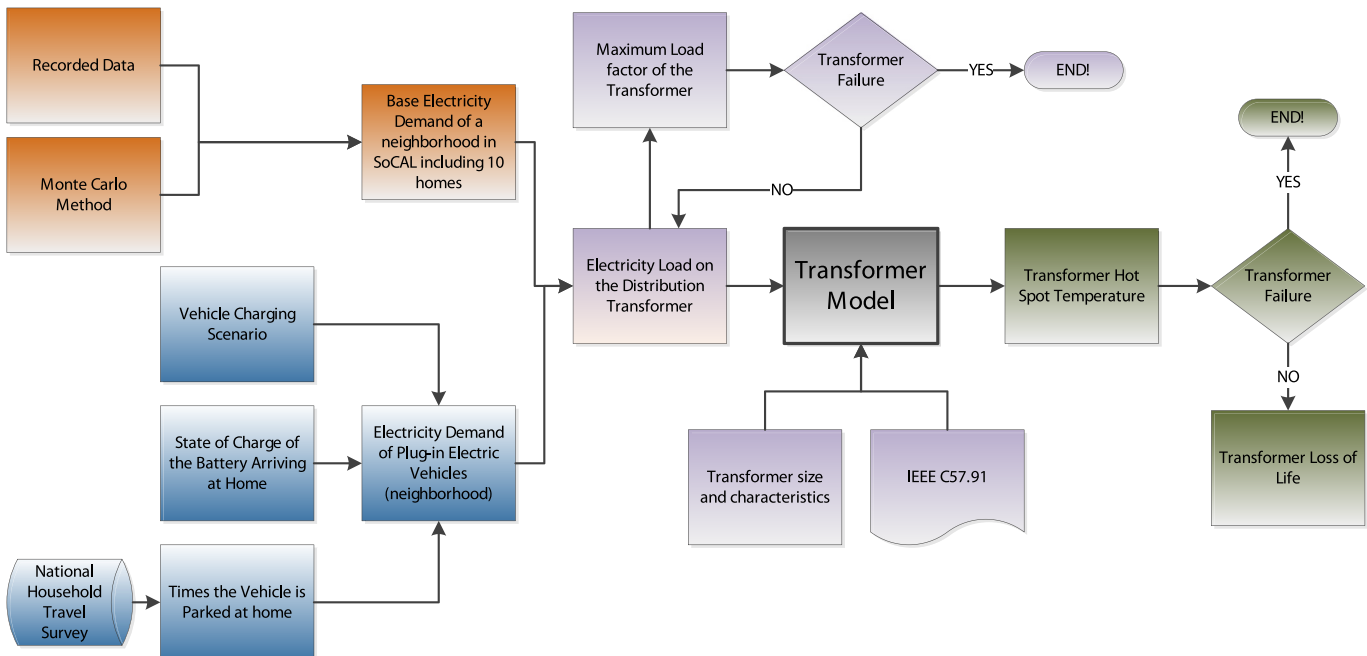 Recorded Data
Monte Carlo
Method
Base Electricity
Demand of a
neighborhood in
SoCAL including 10
homes
Vehicle Charging
Scenario
State of Charge of
the Battery Arriving
at Home
National
Household
Travel
Survey
Times the Vehicle is
Parked at home
Electricity Demand
of Plug-in Electric
Vehicles
(neighborhood)
Maximum Load
factor of the
Transformer
Transformer
Failure
YES
END!
NO
Electricity Load on
the Distribution
Transformer
Transformer
Model
Transformer size
and characteristics
IEEE C57.91
Transformer Hot
Spot Temperature
Transformer
Failure
YES
END!
NO
Transformer Loss of
Life